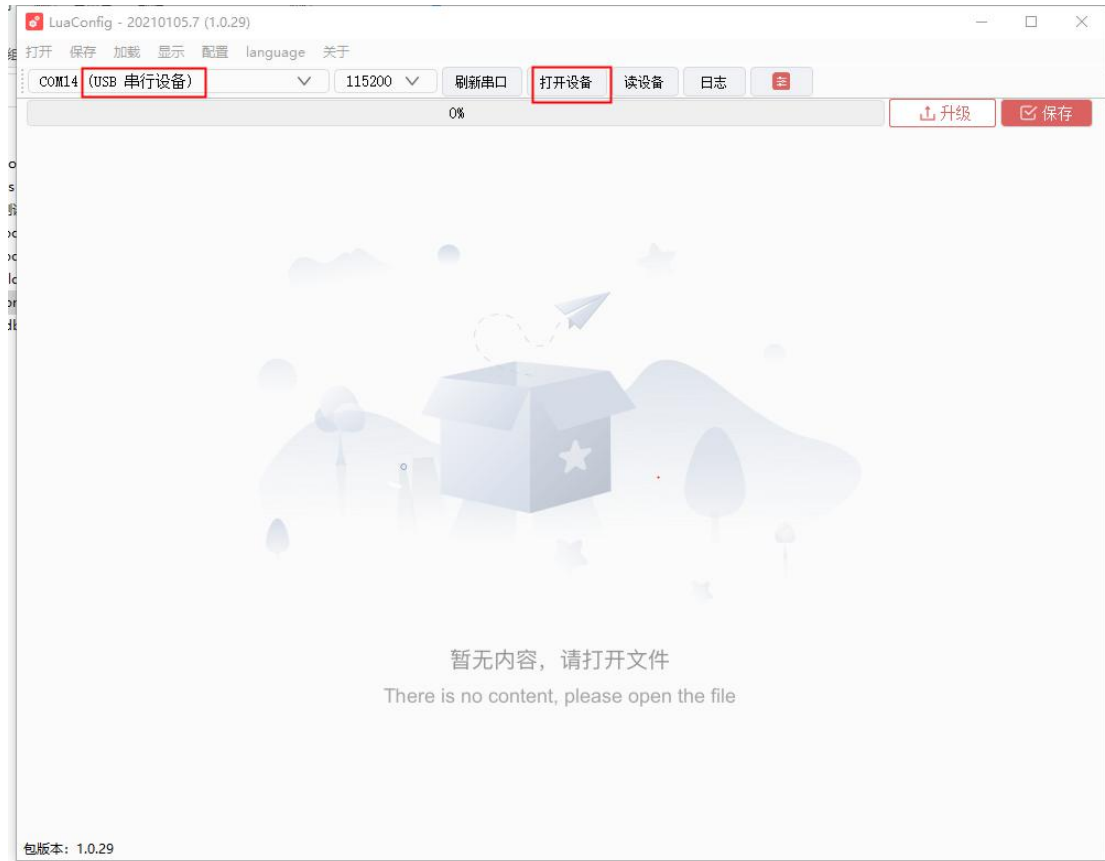 LuaConfig - 20210105.7 (1.0.29)
打开 保存 加载 显示 配置 language 关于
COM14 (USB 串行设备) 115200 刷新串口 打开设备 读设备 日志
0% 升级 保存
暂无内容，请打开文件
There is no content, please open the file
包版本：1.0.29